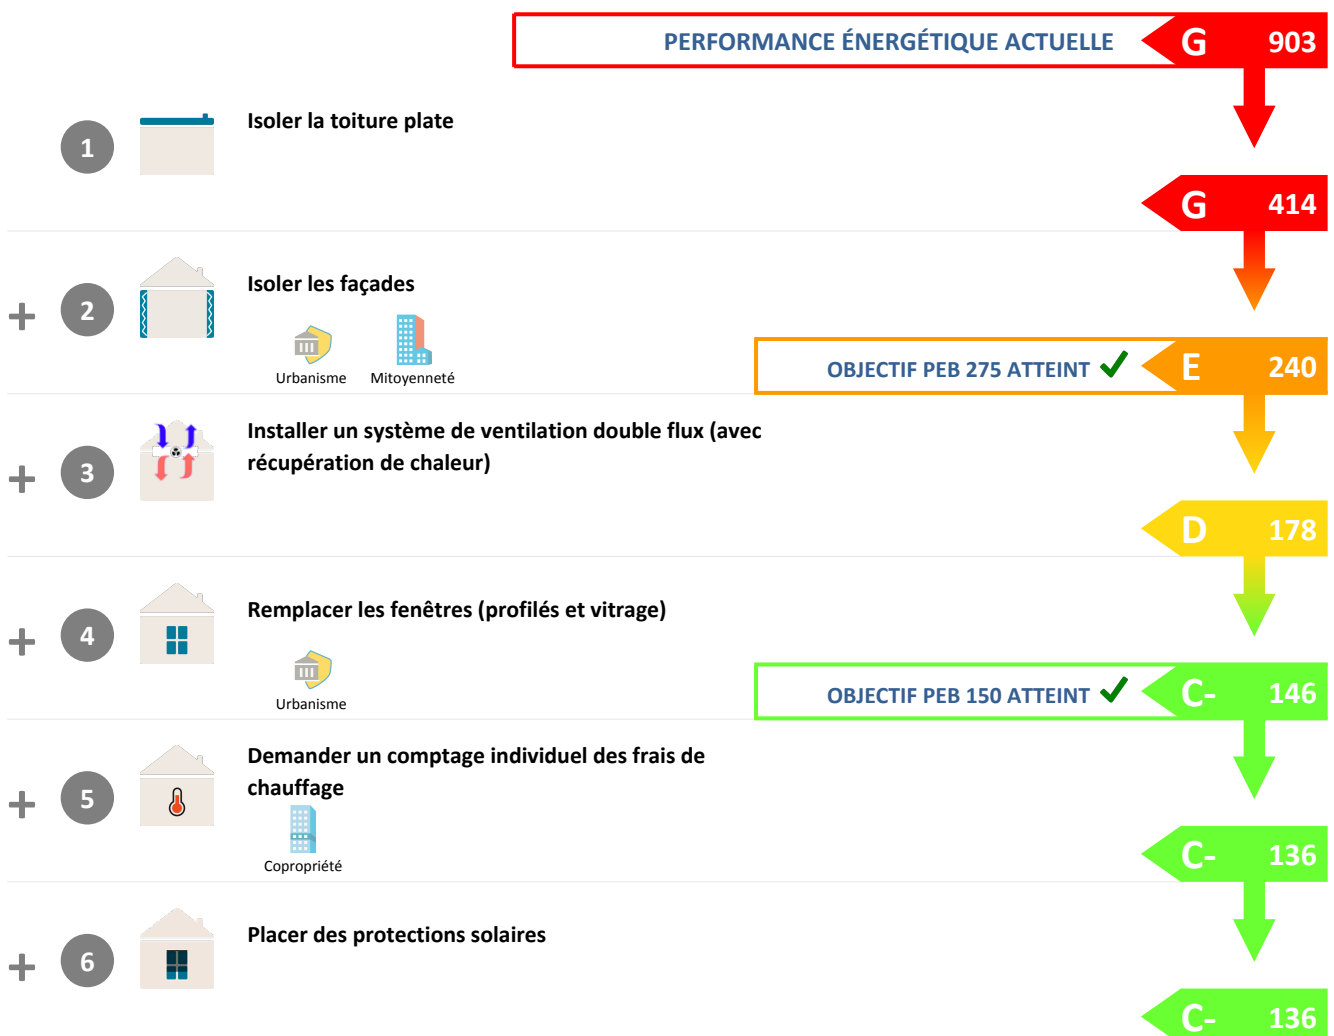 PERFORMANCE ÉNERGÉTIQUE ACTUELLE G 903
1 Isoler la toiture plate
G 414
+ 2 Isoler les façades
Urbanisme Mitoyenneté
OBJECTIF PEB 275 ATTEINT ✓ E 240
+ 3 Installer un système de ventilation double flux (avec
récupération de chaleur)
D 178
+ 4 Remplacer les fenêtres (profilés et vitrage)
Urbanisme
OBJECTIF PEB 150 ATTEINT ✓ C- 146
+ 5 Demander un comptage individuel des frais de
chauffage
Copropriété
C- 136
+ 6 Placer des protections solaires
C- 136